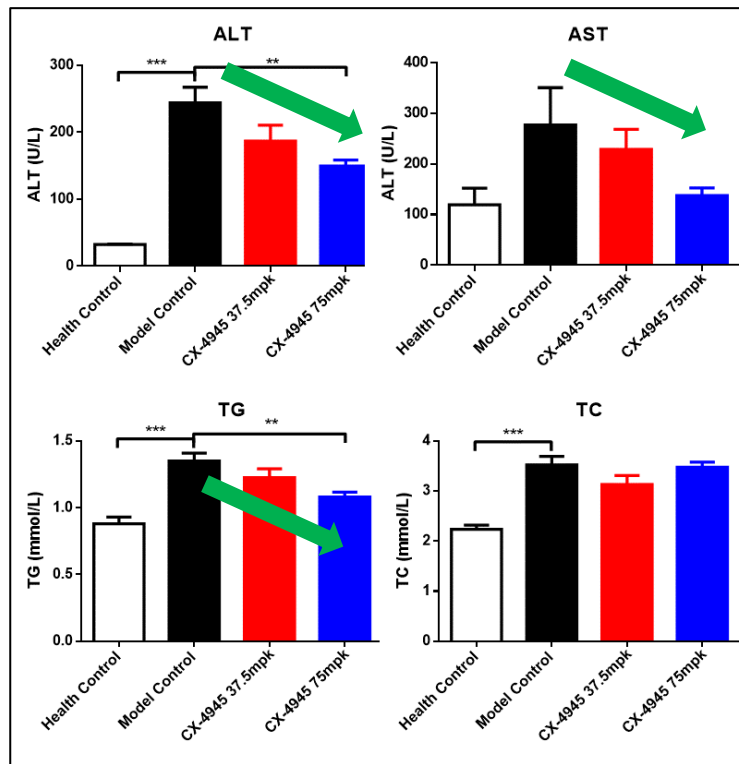 ALT
ALT (U/L)
300
200
100
0
***
**
Health Control
Model Control
CX-4945 37.5mpk
CX-4945 75mpk
AST
ALT (U/L)
400
300
200
100
0
Health Control
Model Control
CX-4945 37.5mpk
CX-4945 75mpk
TG
TG (mmol/L)
1.5
1.0
0.5
0.0
***
**
Health Control
Model Control
CX-4945 37.5mpk
CX-4945 75mpk
TC
TC (mmol/L)
4
3
2
1
0
***
Health Control
Model Control
CX-4945 37.5mpk
CX-4945 75mpk